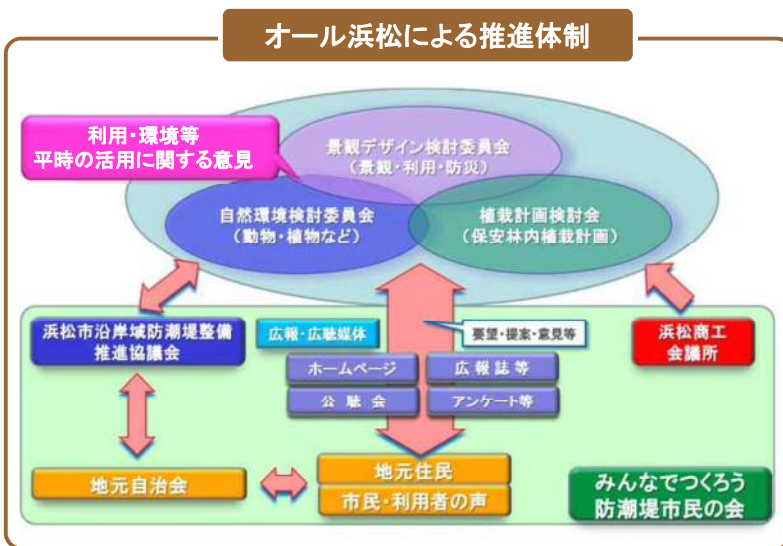 オール浜松による推進体制
利用・環境等
平時の活用に関する意見
景観デザイン検討委員会
(景観・利用・防災)
自然環境検討委員会
(動物・植物など)
植栽計画検討会
(保安林内植栽計画)
浜松市沿岸域防潮堤整備
推進協議会
広報・広聴媒体
要望・提案・意見等
浜松商工
会議所
ホームページ
広報誌等
公聴会
アンケート等
地元自治会
地元住民
市民・利用者の声
みんなでつくろう
防潮堤市民の会